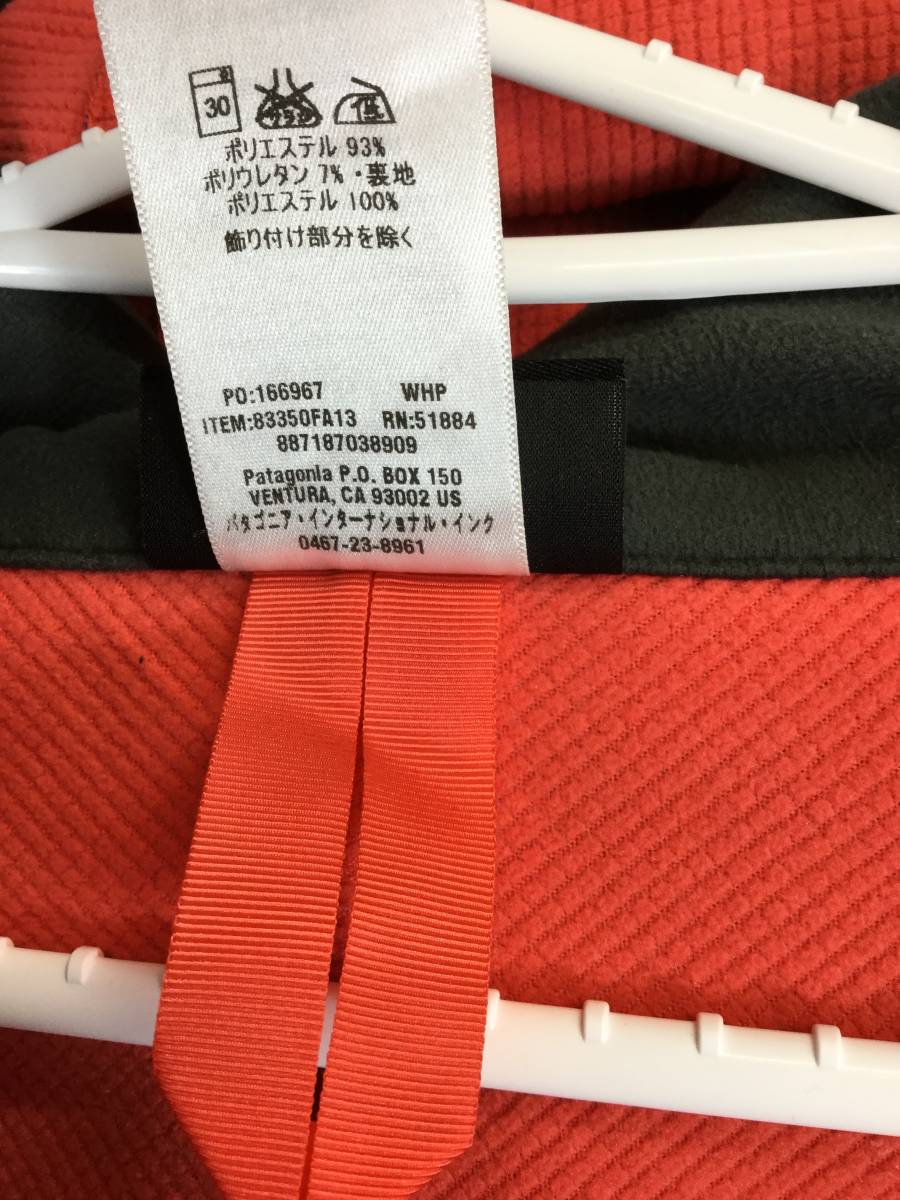 30 低
ポリエステル 93%
ポリウレタン 7%・裏地
ポリエステル 100%
飾り付け部分を除く
PO:166967 WHP
ITEM:83350FA13 RN:51884
887187038909
Patagonia P.O. BOX 150
VENTURA, CA 93002 US
パタゴニア・インターナショナル・インク
0467-23-8961